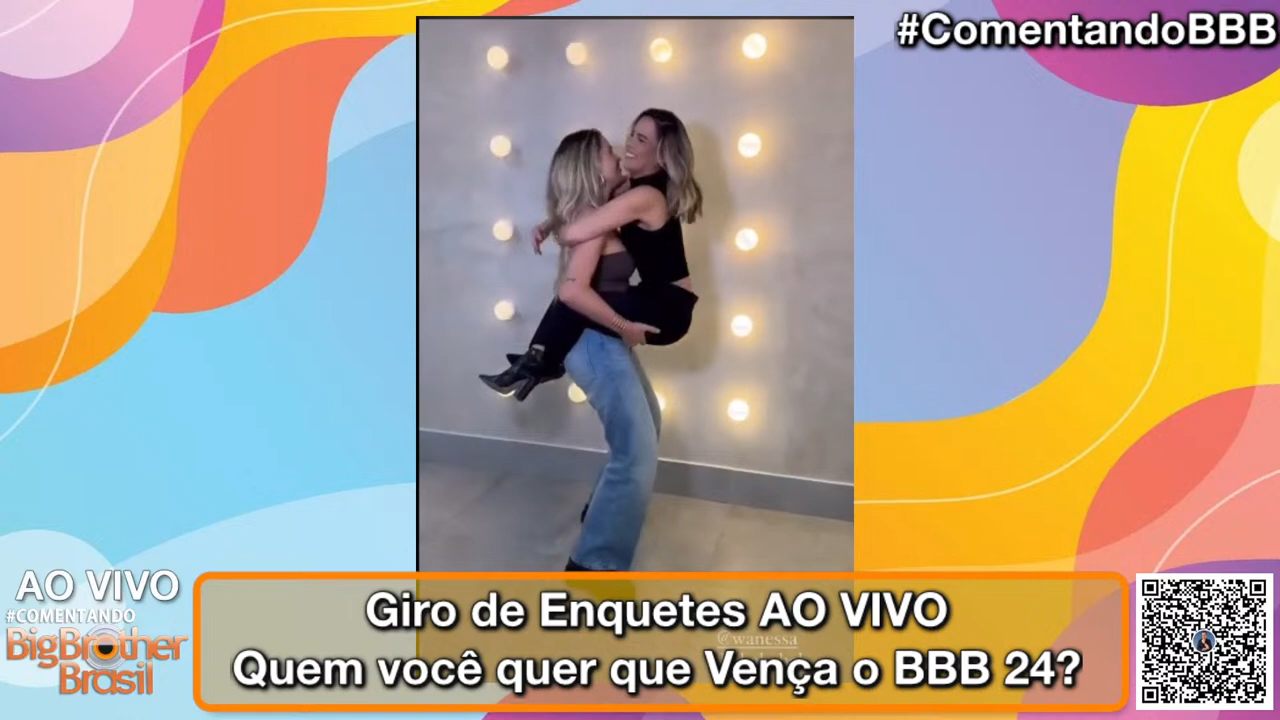 #ComentandoBBB
AO VIVO
#COMENTANDO
BigBrother
Brasil
Giro de Enquetes AO VIVO
@wanessa
Quem você quer que Vença o BBB 24?